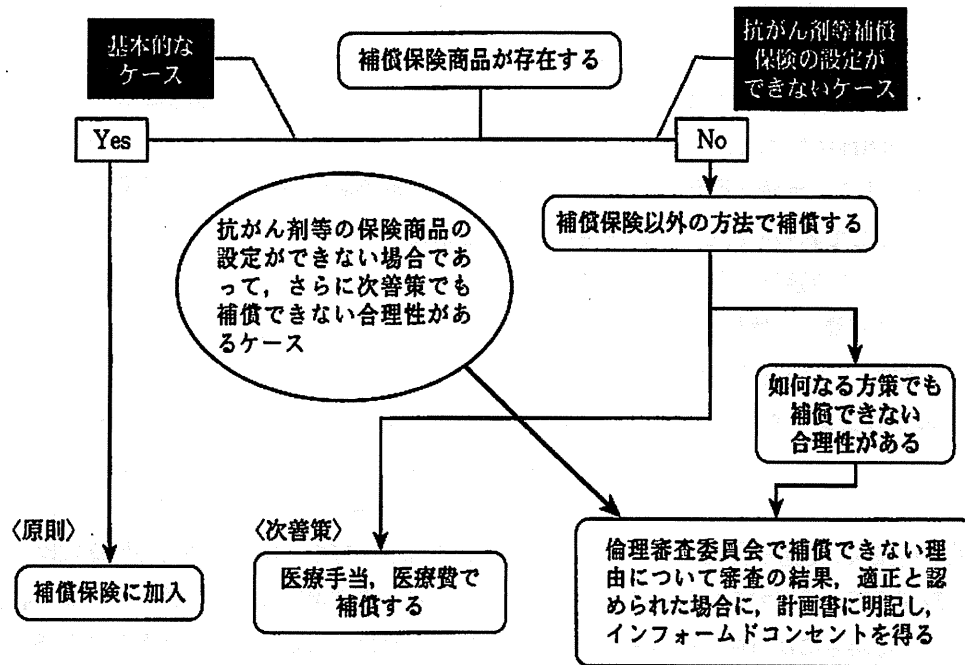 基本的な
ケース
補償保険商品が存在する
抗がん剤等補償
保険の設定が
できないケース
Yes
No
抗がん剤等の保険商品の
設定ができない場合であ
って，さらに次善策でも
補償できない合理性があ
るケース
補償保険以外の方法で補償する
如何なる方策でも
補償できない
合理性がある
〈原則〉
補償保険に加入
〈次善策〉
医療手当，医療費で
補償する
倫理審査委員会で補償できない理
由について審査の結果，適正と認
められた場合に，計画書に明記し，
インフォームドコンセントを得る